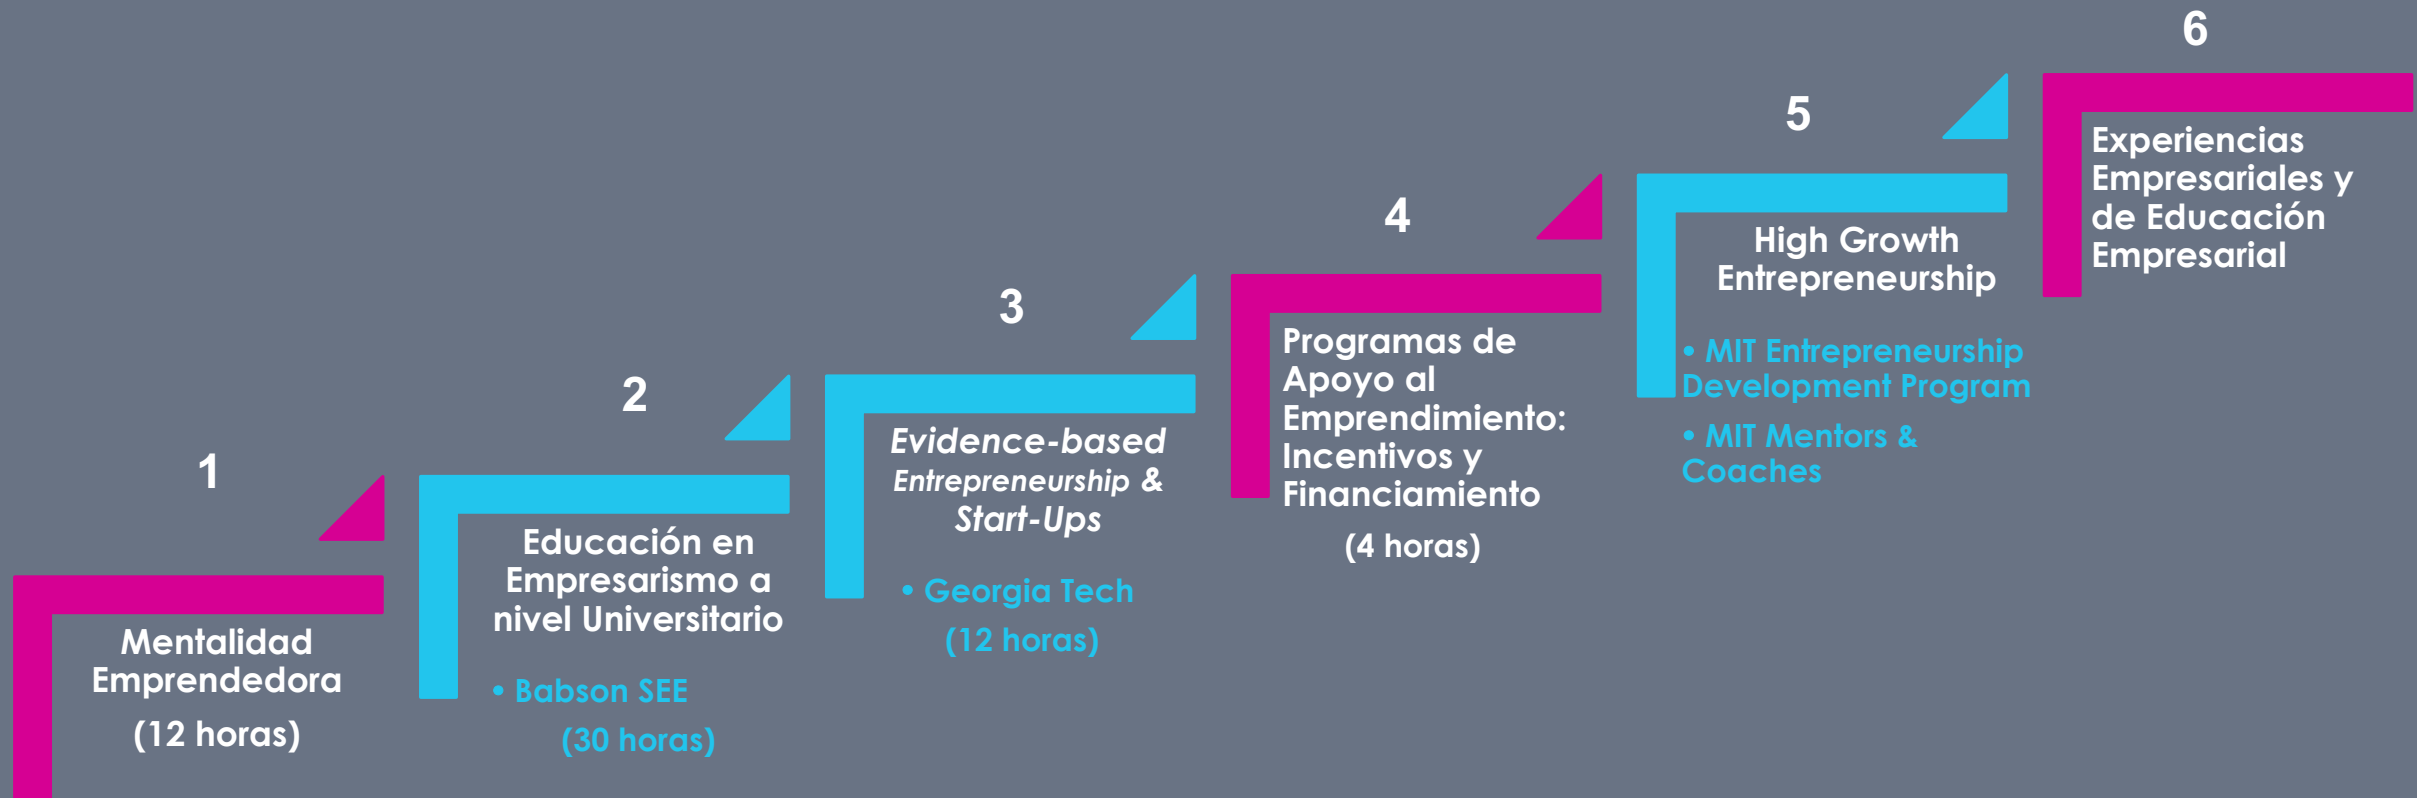 1
Mentalidad
Emprendedora
(12 horas)
2
Educación en
Empresarismo a
nivel Universitario
• Babson SEE
(30 horas)
3
Evidence-based
Entrepreneurship &
Start-Ups
• Georgia Tech
(12 horas)
4
Programas de
Apoyo al
Emprendimiento:
Incentivos y
Financiamiento
(4 horas)
5
High Growth
Entrepreneurship
• MIT Entrepreneurship
Development Program
• MIT Mentors &
Coaches
6
Experiencias
Empresariales y
de Educación
Empresarial